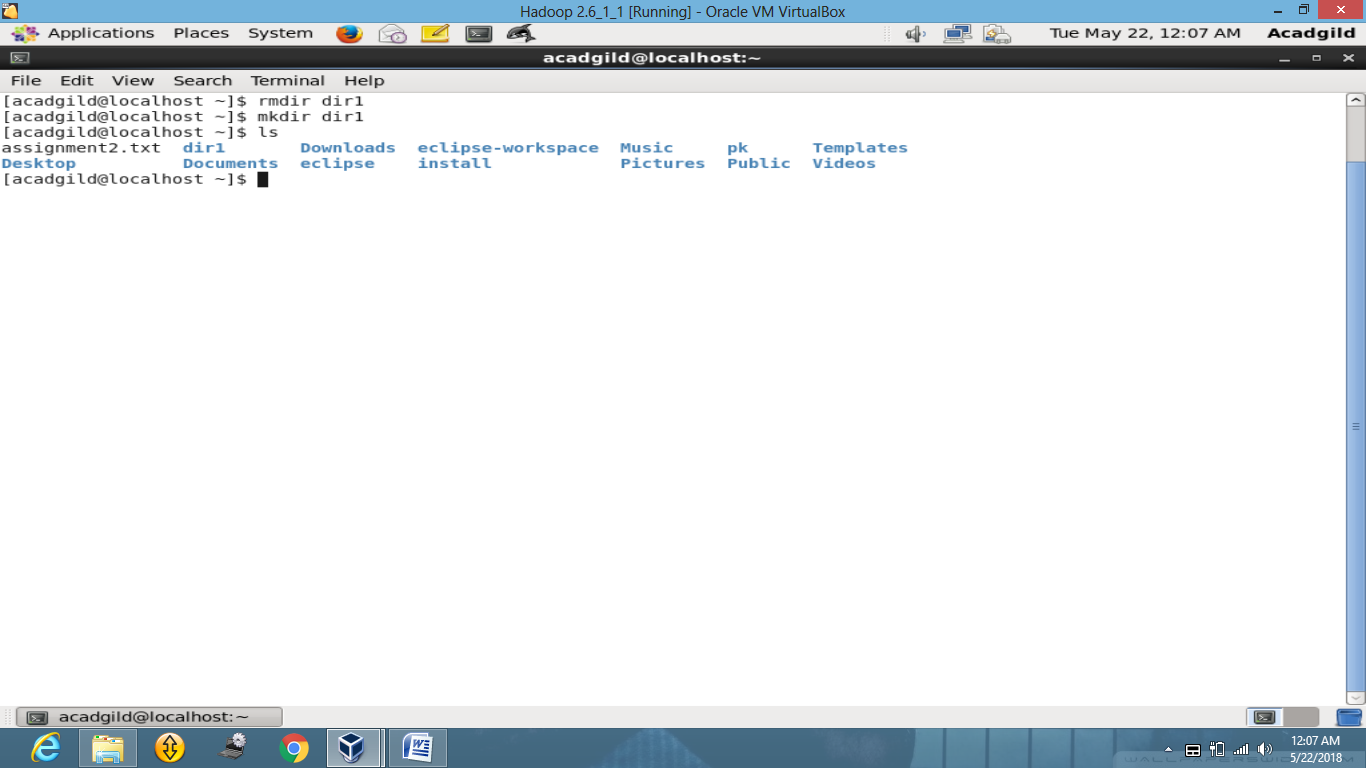 Hadoop 2.6_1_1 [Running] - Oracle VM VirtualBox
Applications Places System Tue May 22, 12:07 AM Acadgild
acadgild@localhost:~
File Edit View Search Terminal Help
[acadgild@localhost ~]$ rmdir dir1
[acadgild@localhost ~]$ mkdir dir1
[acadgild@localhost ~]$ ls
assignment2.txt dir1 Downloads eclipse-workspace Music pk Templates
Desktop Documents eclipse install Pictures Public Videos
[acadgild@localhost ~]$
acadgild@localhost:~
12:07 AM
5/22/2018